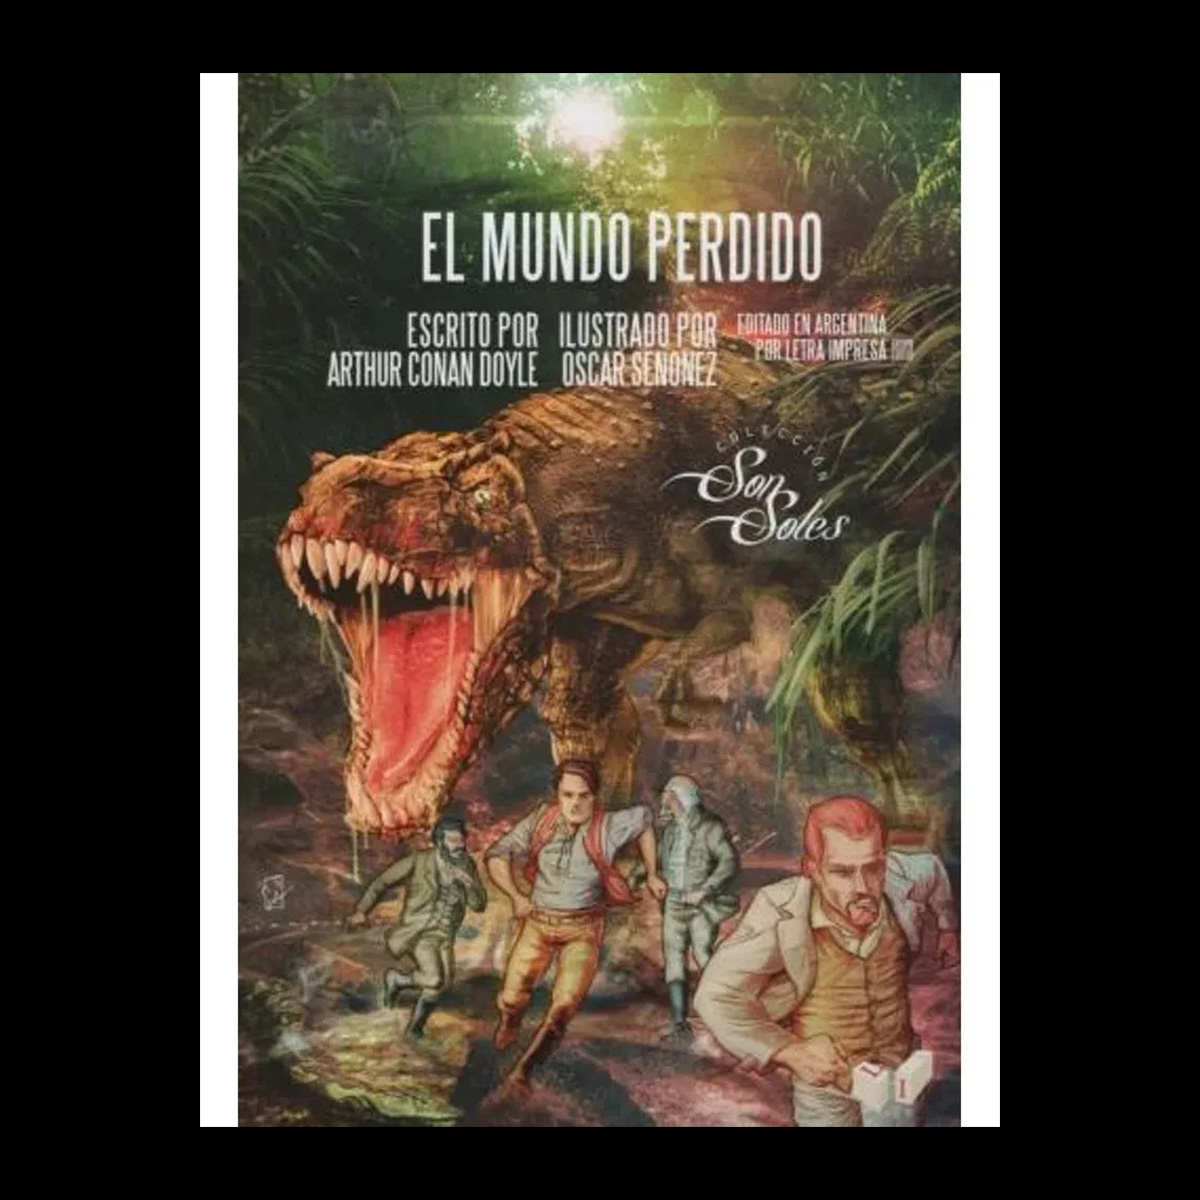 EL MUNDO PERDIDO
ESCRITO POR
ARTHUR CONAN DOYLE
ILUSTRADO POR
OSCAR SENONEZ
EDITADO EN ARGENTINA
POR LETRA IMPRESA
COLECCIÓN
Son
Soles
L I